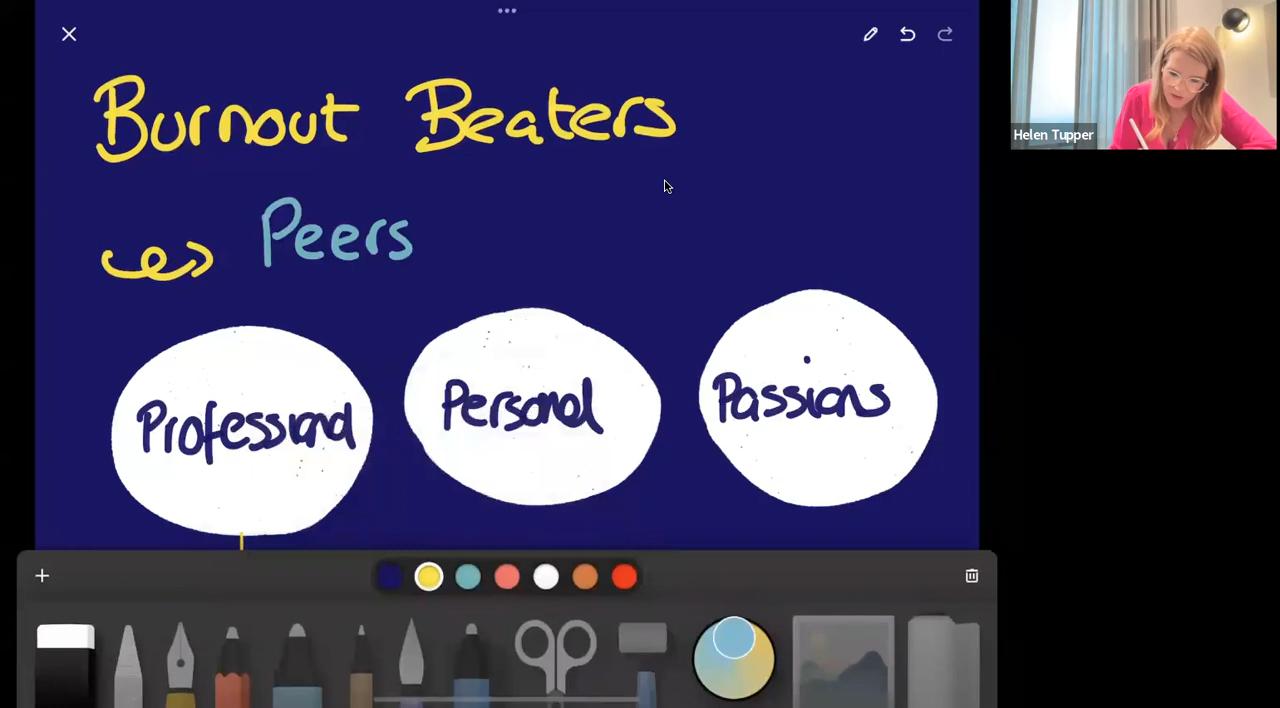 Burnout Beaters
Peers
Professional
Personal
Passions
Helen Tupper